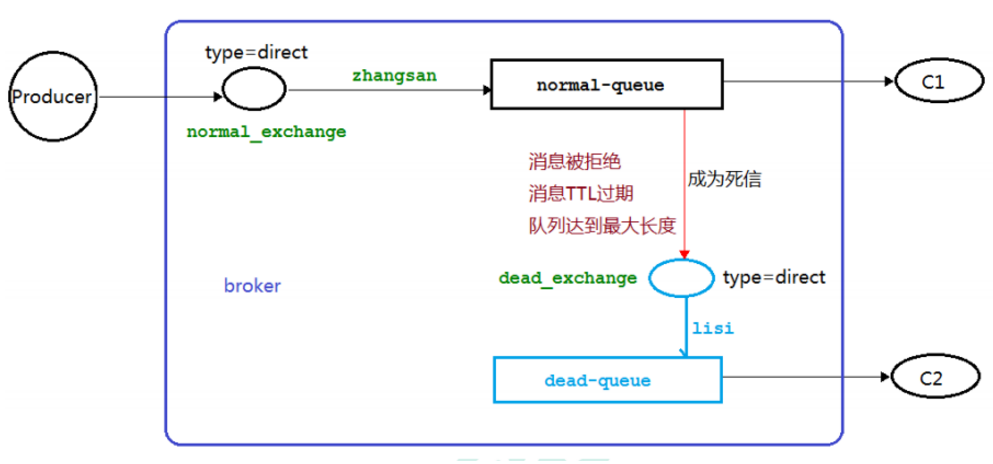 type=direct
zhangsan
Producer
normal-queue
C1
normal_exchange
消息被拒绝
消息TTL过期
成为死信
队列达到最大长度
dead_exchange
type=direct
broker
lisi
dead-queue
C2